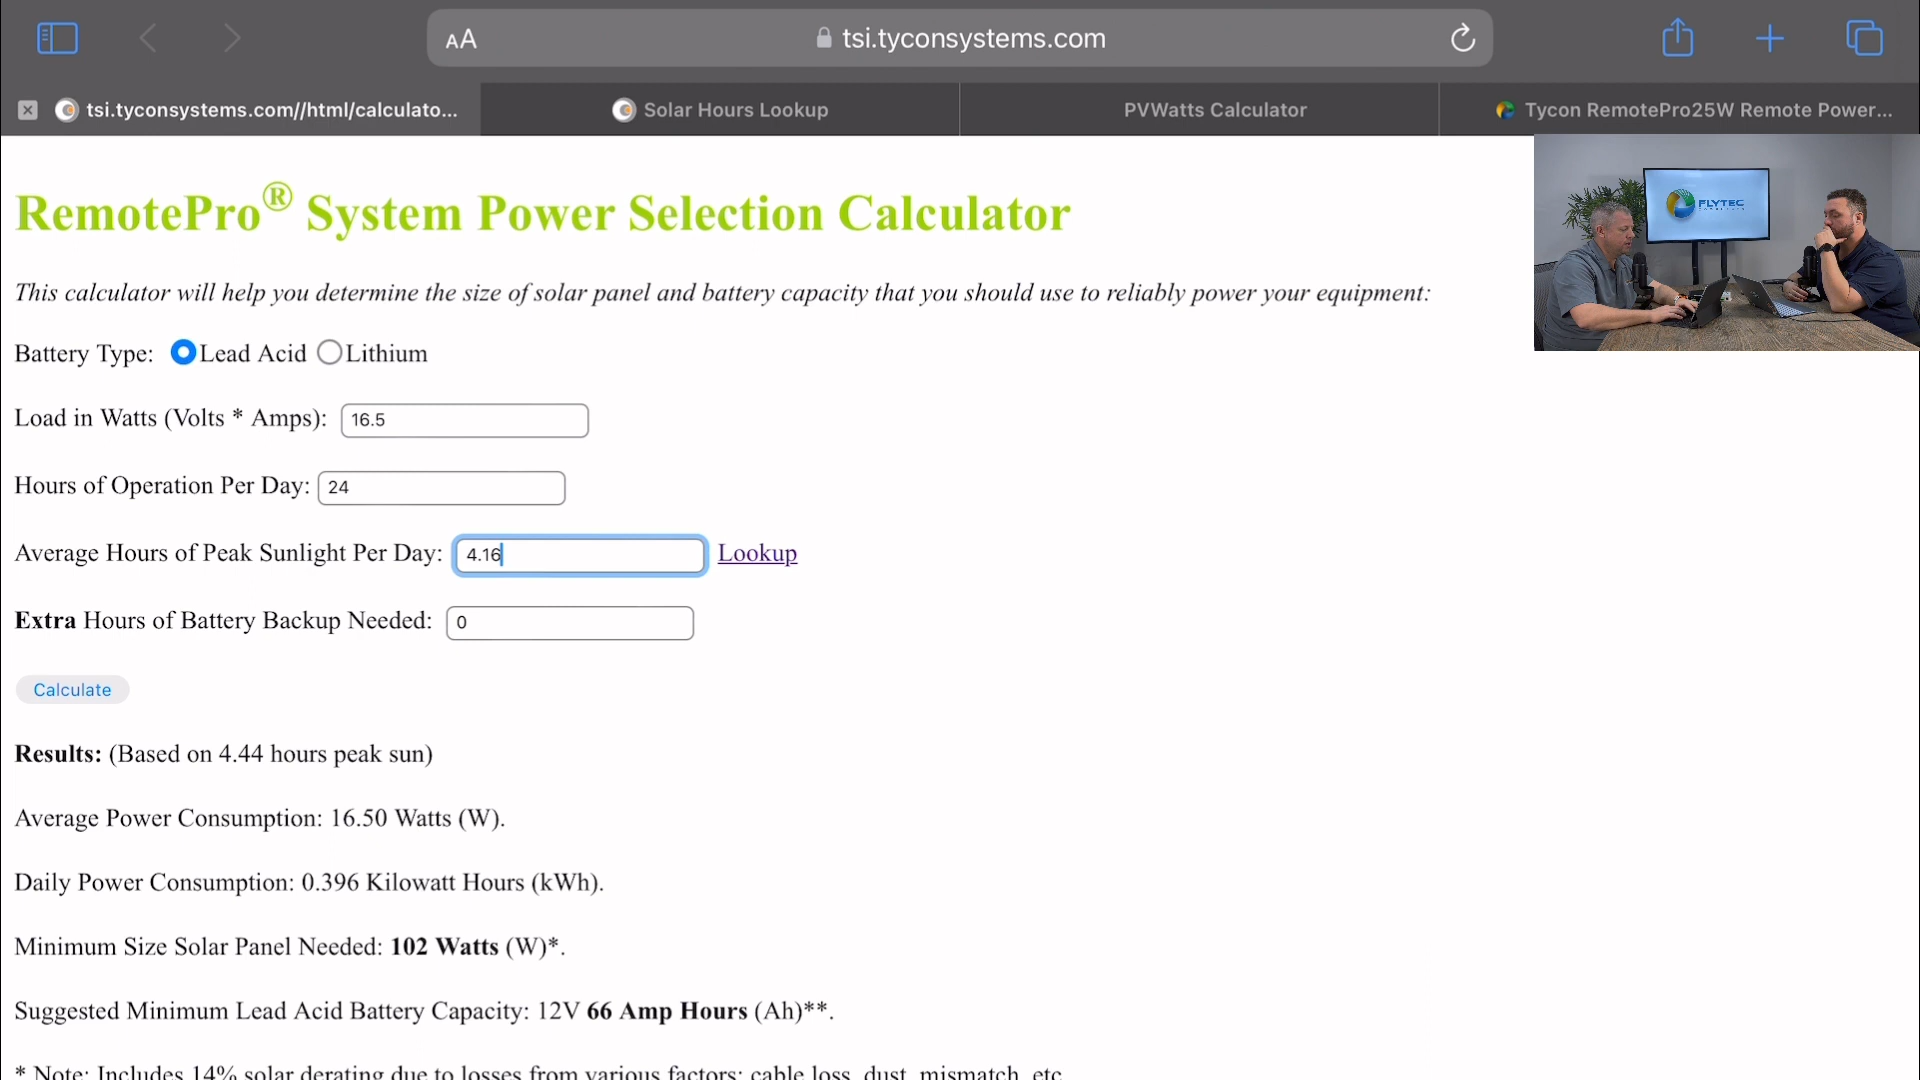 AA
tsi.tyconsystems.com
tsi.tyconsystems.com//html/calculato...
Solar Hours Lookup
PVWatts Calculator
Tycon RemotePro25W Remote Power...
FLYTEC
RemotePro® System Power Selection Calculator
This calculator will help you determine the size of solar panel and battery capacity that you should use to reliably power your equipment:
Battery Type: Lead Acid Lithium
Load in Watts (Volts * Amps): 16.5
Hours of Operation Per Day: 24
Average Hours of Peak Sunlight Per Day: 4.16 Lookup
Extra Hours of Battery Backup Needed: 0
Calculate
Results: (Based on 4.44 hours peak sun)
Average Power Consumption: 16.50 Watts (W).
Daily Power Consumption: 0.396 Kilowatt Hours (kWh).
Minimum Size Solar Panel Needed: 102 Watts (W)*.
Suggested Minimum Lead Acid Battery Capacity: 12V 66 Amp Hours (Ah)**.
* Note: Includes 14% solar derating due to losses from various factors: cable loss, dust, mismatch, etc